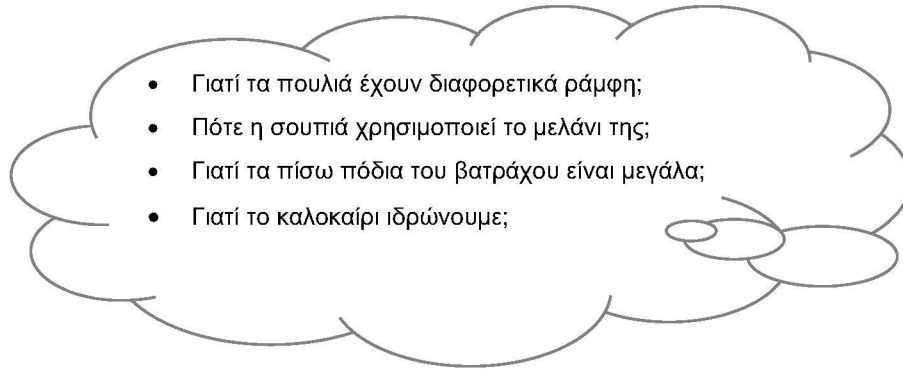 • Γιατί τα πουλιά έχουν διαφορετικά ράμφη;
• Πότε η σουπιά χρησιμοποιεί το μελάνι της;
• Γιατί τα πίσω πόδια του βατράχου είναι μεγάλα;
• Γιατί το καλοκαίρι ιδρώνουμε;